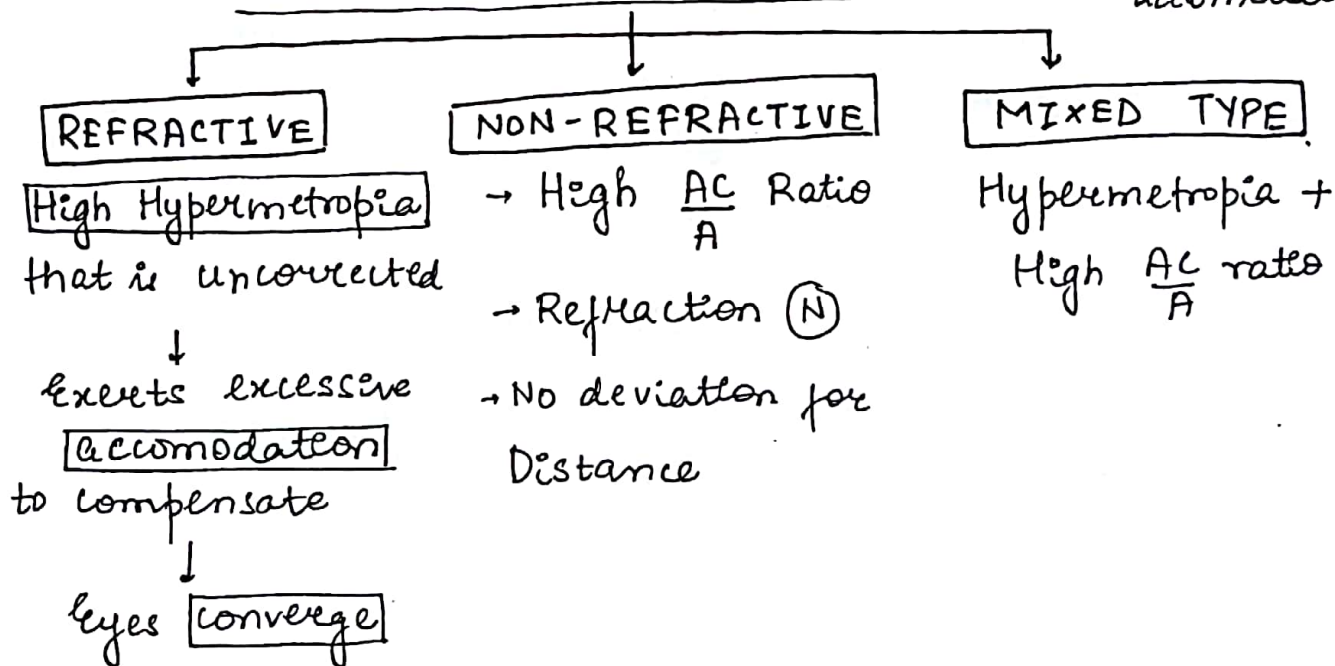 REFRACTIVE
High Hypermetropia
that is uncorrected
↓
Exerts excessive
accomodation
to compensate
↓
Eyes converge
NON-REFRACTIVE
→ High AC/A Ratio
→ Refraction Ⓝ
→ No deviation for
Distance
MIXED TYPE
Hypermetropia +
High AC/A ratio